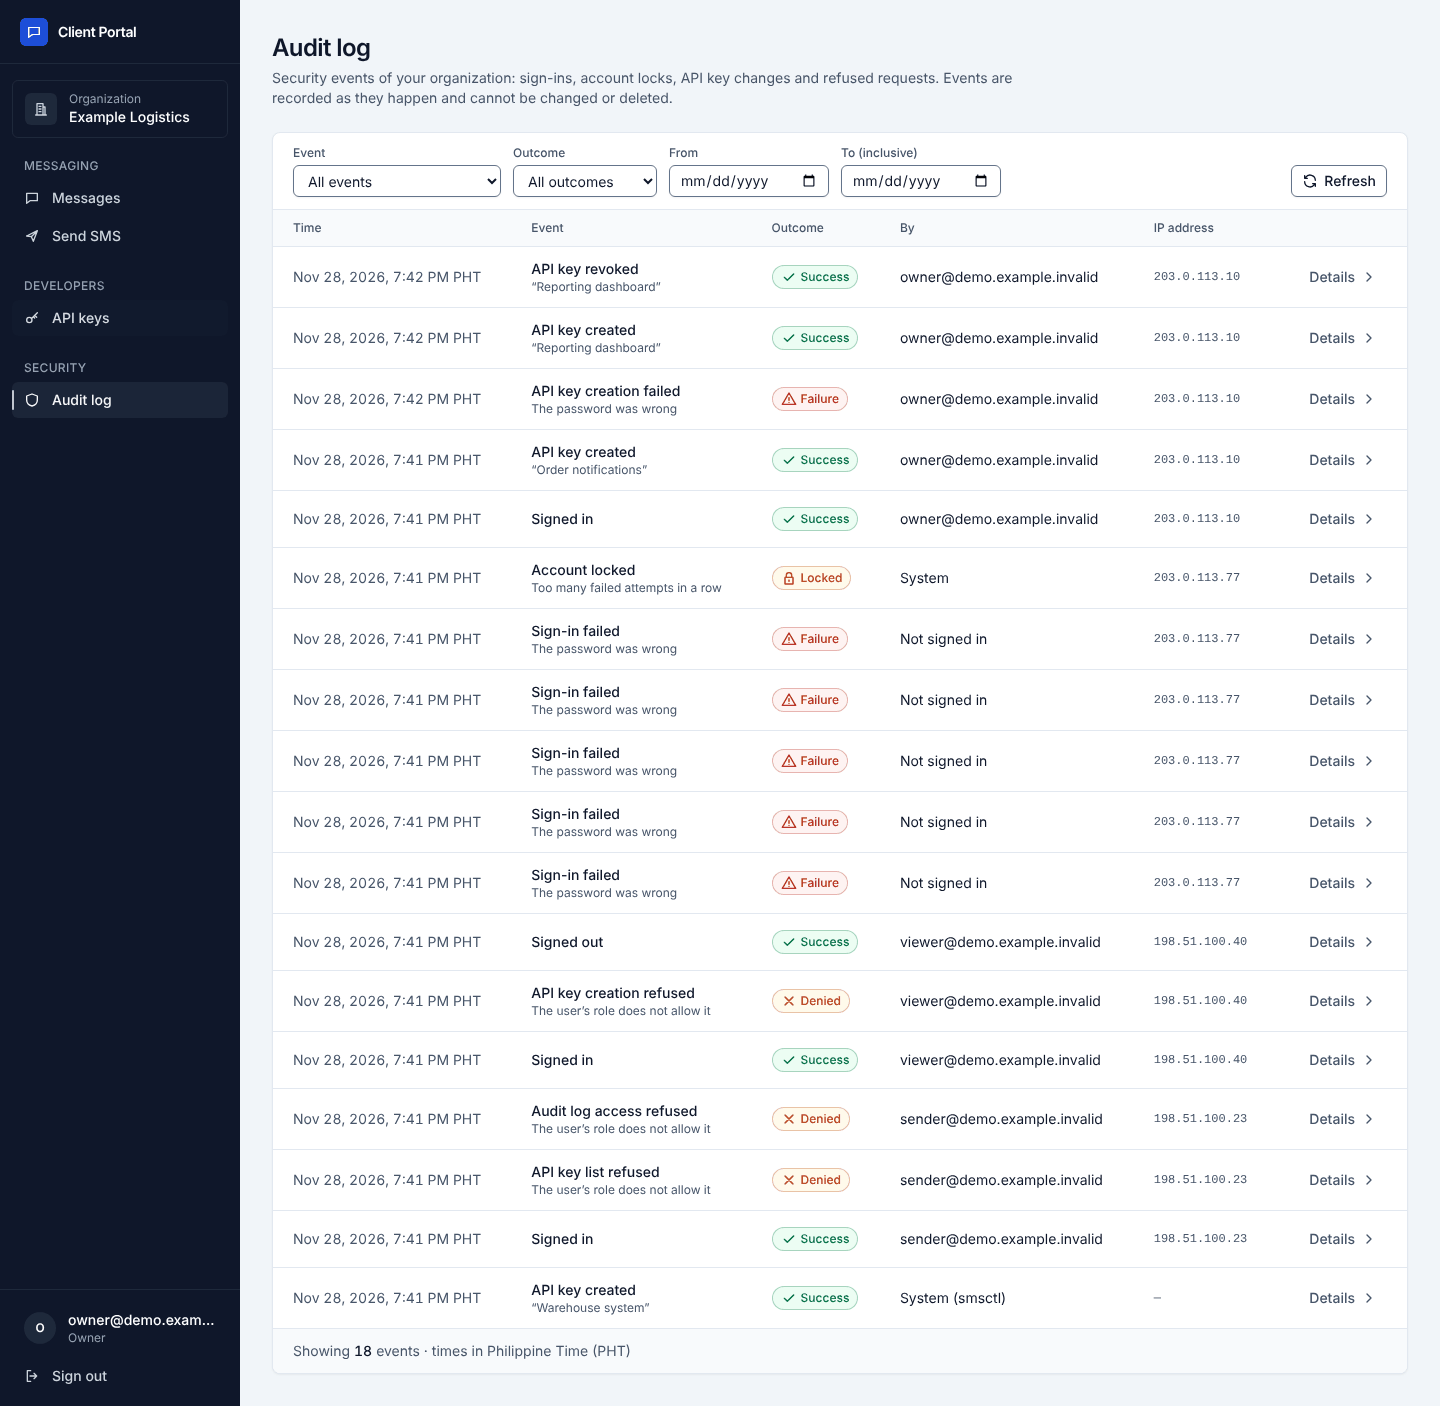 Client Portal
Organization
Example Logistics
MESSAGING
Messages
Send SMS
DEVELOPERS
API keys
SECURITY
Audit log
O
owner@demo.exam...
Owner
Sign out
Audit log
Security events of your organization: sign-ins, account locks, API key changes and refused requests. Events are
recorded as they happen and cannot be changed or deleted.
Event Outcome From To (inclusive)
All events All outcomes mm/dd/yyyy mm/dd/yyyy Refresh
Time Event Outcome By IP address
Nov 28, 2026, 7:42 PM PHT API key revoked Success owner@demo.example.invalid 203.0.113.10 Details
“Reporting dashboard”
Nov 28, 2026, 7:42 PM PHT API key created Success owner@demo.example.invalid 203.0.113.10 Details
“Reporting dashboard”
Nov 28, 2026, 7:42 PM PHT API key creation failed Failure owner@demo.example.invalid 203.0.113.10 Details
The password was wrong
Nov 28, 2026, 7:41 PM PHT API key created Success owner@demo.example.invalid 203.0.113.10 Details
“Order notifications”
Nov 28, 2026, 7:41 PM PHT Signed in Success owner@demo.example.invalid 203.0.113.10 Details
Nov 28, 2026, 7:41 PM PHT Account locked Locked System 203.0.113.77 Details
Too many failed attempts in a row
Nov 28, 2026, 7:41 PM PHT Sign-in failed Failure Not signed in 203.0.113.77 Details
The password was wrong
Nov 28, 2026, 7:41 PM PHT Sign-in failed Failure Not signed in 203.0.113.77 Details
The password was wrong
Nov 28, 2026, 7:41 PM PHT Sign-in failed Failure Not signed in 203.0.113.77 Details
The password was wrong
Nov 28, 2026, 7:41 PM PHT Sign-in failed Failure Not signed in 203.0.113.77 Details
The password was wrong
Nov 28, 2026, 7:41 PM PHT Sign-in failed Failure Not signed in 203.0.113.77 Details
The password was wrong
Nov 28, 2026, 7:41 PM PHT Signed out Success viewer@demo.example.invalid 198.51.100.40 Details
Nov 28, 2026, 7:41 PM PHT API key creation refused Denied viewer@demo.example.invalid 198.51.100.40 Details
The user’s role does not allow it
Nov 28, 2026, 7:41 PM PHT Signed in Success viewer@demo.example.invalid 198.51.100.40 Details
Nov 28, 2026, 7:41 PM PHT Audit log access refused Denied sender@demo.example.invalid 198.51.100.23 Details
The user’s role does not allow it
Nov 28, 2026, 7:41 PM PHT API key list refused Denied sender@demo.example.invalid 198.51.100.23 Details
The user’s role does not allow it
Nov 28, 2026, 7:41 PM PHT Signed in Success sender@demo.example.invalid 198.51.100.23 Details
Nov 28, 2026, 7:41 PM PHT API key created Success System (smsctl) – Details
“Warehouse system”
Showing 18 events · times in Philippine Time (PHT)